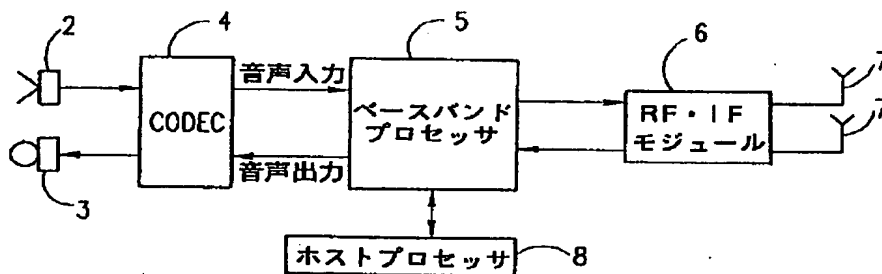 2
4
5
6
7
音声入力
CODEC
ベースバンド
プロセッサ
RF・IF
モジュール
7
音声出力
3
ホストプロセッサ
8